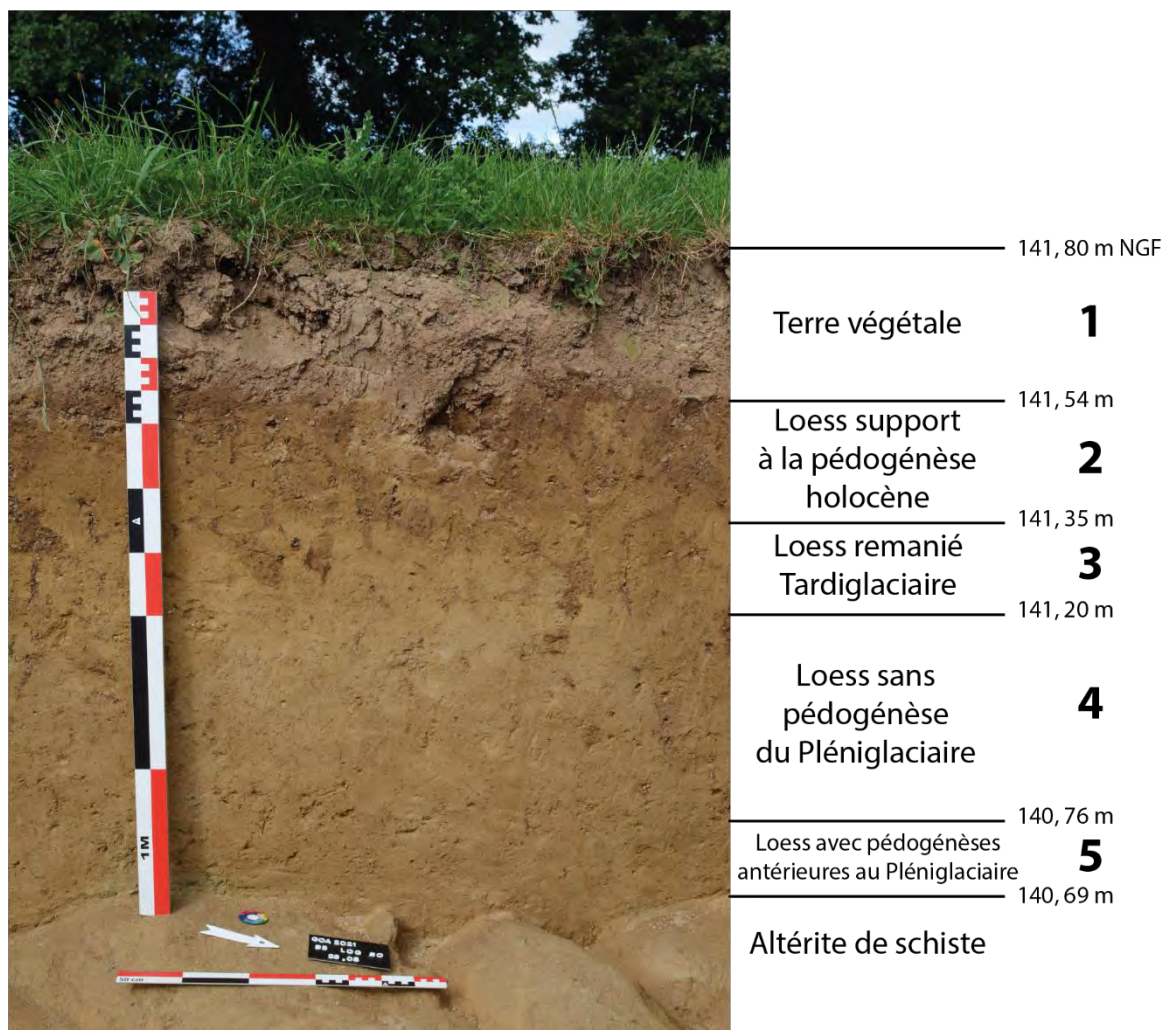 141, 80 m NGF
Terre végétale
1
141, 54 m
Loess support
à la pédogénèse
holocène
2
141, 35 m
Loess remanié
Tardiglaciaire
3
141, 20 m
Loess sans
pédogénèse
du Pléniglaciaire
4
140, 76 m
Loess avec pédogénèses
antérieures au Pléniglaciaire
5
140, 69 m
Altérite de schiste
1M
50 cm